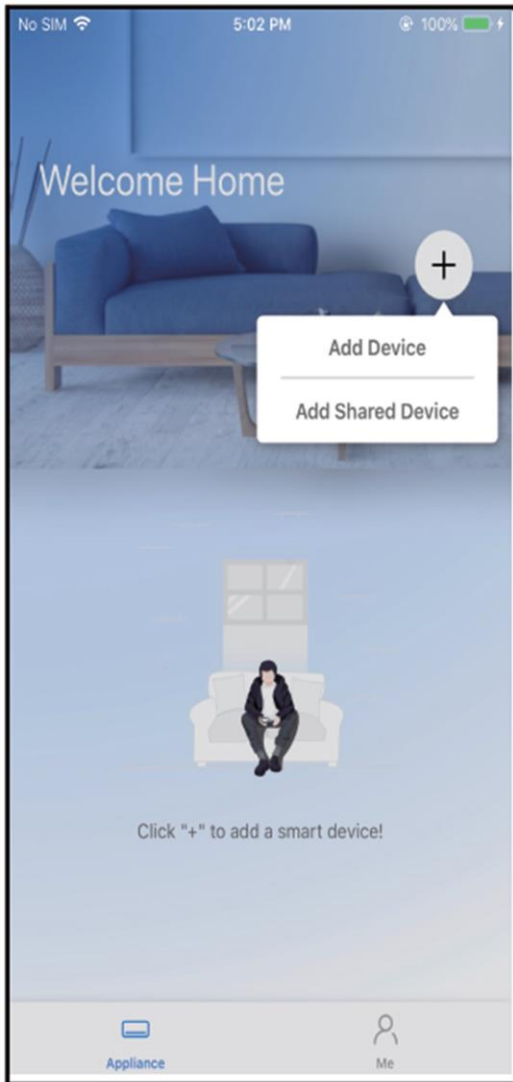 No SIM 5:02 PM 100%
Welcome Home
+
Add Device
Add Shared Device
Click "+" to add a smart device!
Appliance Me